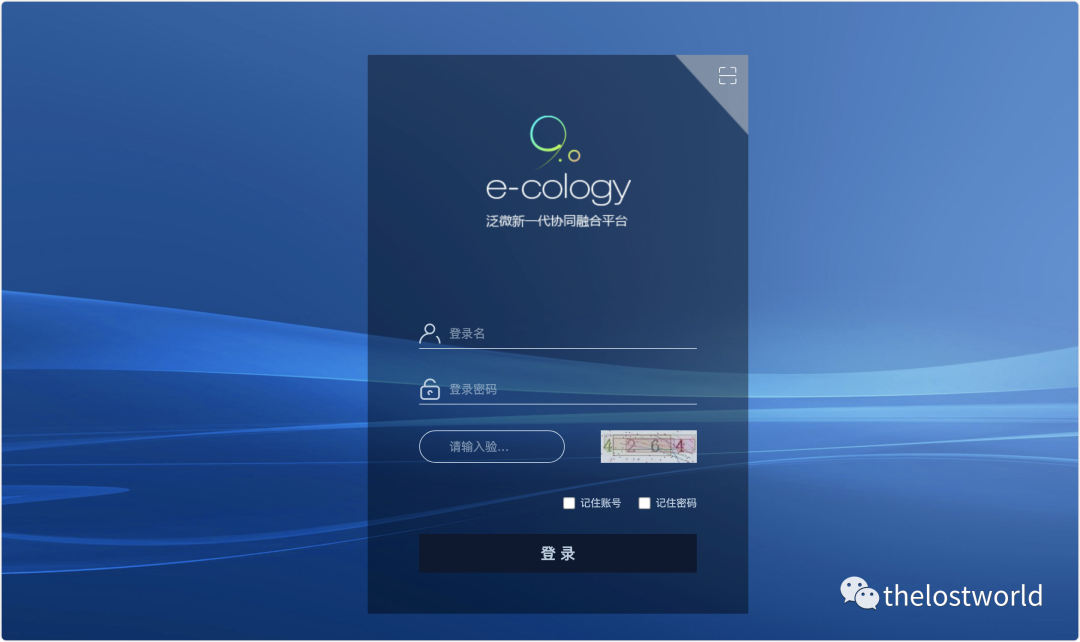 9.0
e-cology
泛微新一代协同融合平台
登录名
登录密码
请输入验...
4 2 6 4
记住账号 记住密码
登录
thelostworld